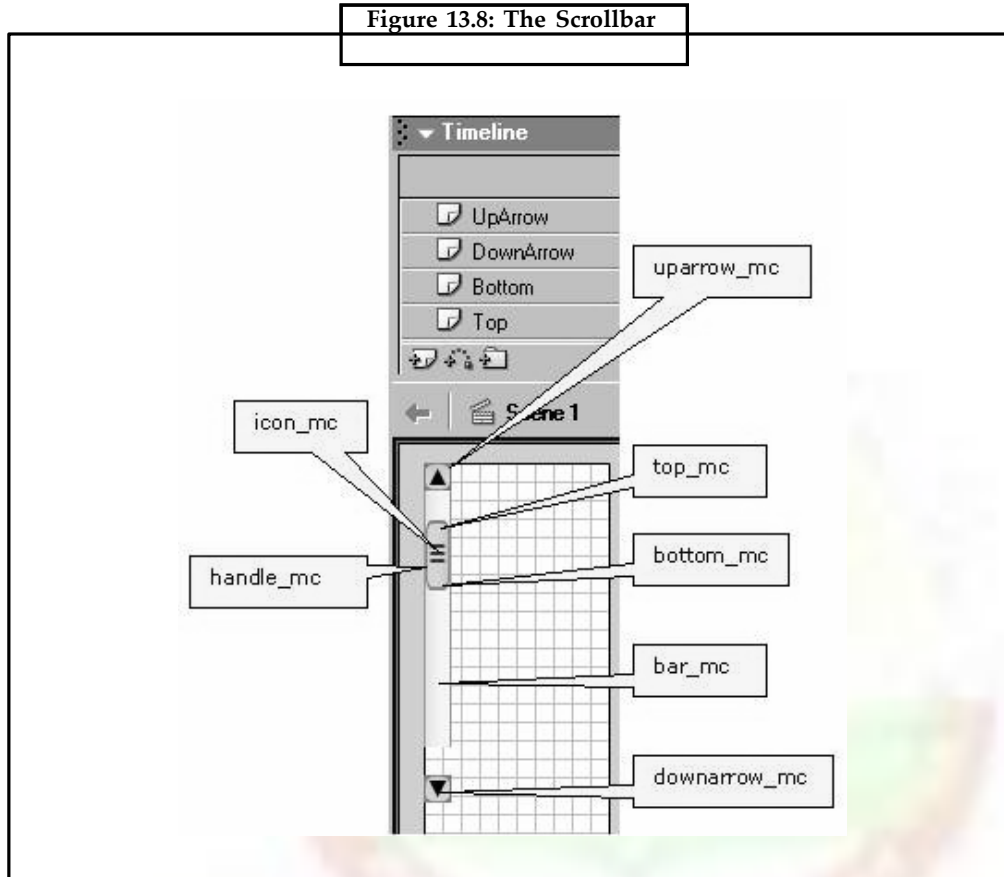 Figure 13.8: The Scrollbar
Timeline
UpArrow
DownArrow
Bottom
Top
uparrow_mc
Scene 1
icon_mc
top_mc
handle_mc
bottom_mc
bar_mc
downarrow_mc